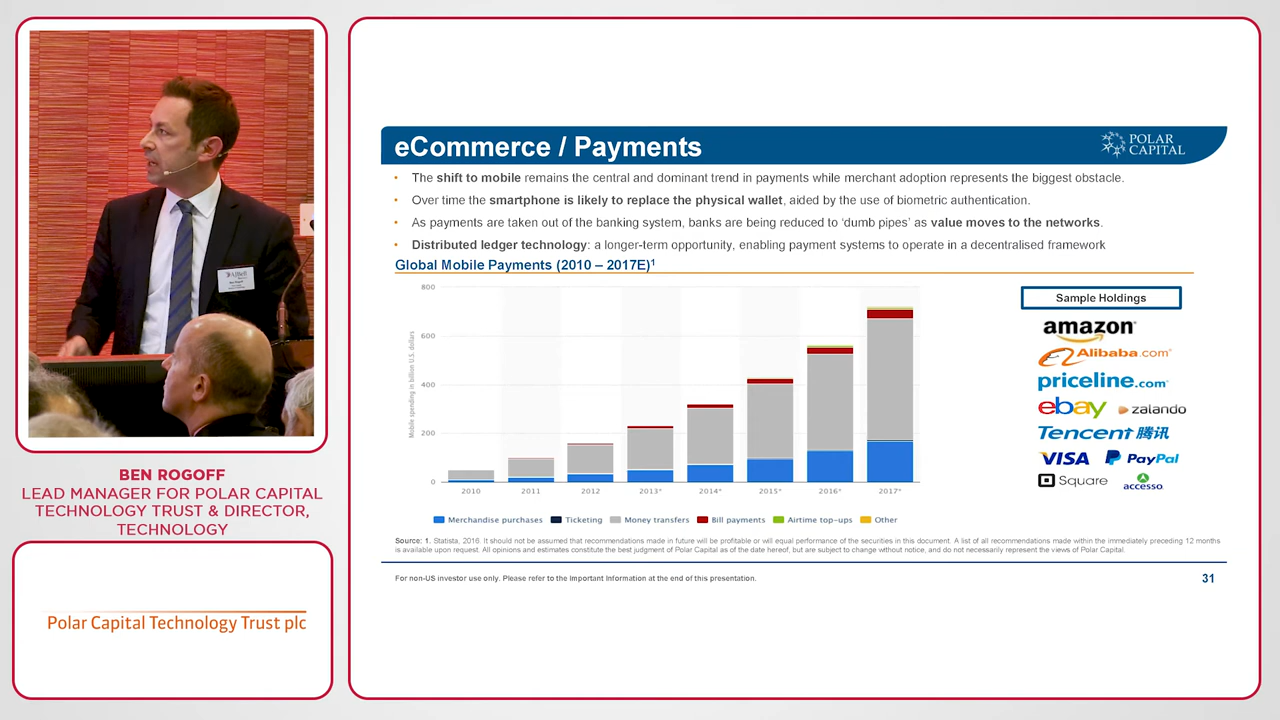 BEN ROGOFF
LEAD MANAGER FOR POLAR CAPITAL
TECHNOLOGY TRUST & DIRECTOR,
TECHNOLOGY
Polar Capital Technology Trust plc
eCommerce / Payments
POLAR
CAPITAL
• The shift to mobile remains the central and dominant trend in payments while merchant adoption represents the biggest obstacle.
• Over time the smartphone is likely to replace the physical wallet, aided by the use of biometric authentication.
• As payments are taken out of the banking system, banks are being reduced to ‘dumb pipes’ as value moves to the networks.
• Distributed ledger technology: a longer-term opportunity, enabling payment systems to operate in a decentralised framework
Global Mobile Payments (2010 – 2017E)¹
Mobile spending in billion U.S. dollars
800
600
400
200
0
2010 2011 2012 2013* 2014* 2015* 2016* 2017*
Merchandise purchases Ticketing Money transfers Bill payments Airtime top-ups Other
Sample Holdings
amazon
Alibaba.com®
priceline.com®
ebay zalando
Tencent 腾讯
VISA PayPal
Square accesso
Source: 1. Statista, 2016. It should not be assumed that recommendations made in future will be profitable or will equal performance of the securities in this document. A list of all recommendations made within the immediately preceding 12 months
is available upon request. All opinions and estimates constitute the best judgment of Polar Capital as of the date hereof, but are subject to change without notice, and do not necessarily represent the views of Polar Capital.
For non-US investor use only. Please refer to the Important Information at the end of this presentation.
31